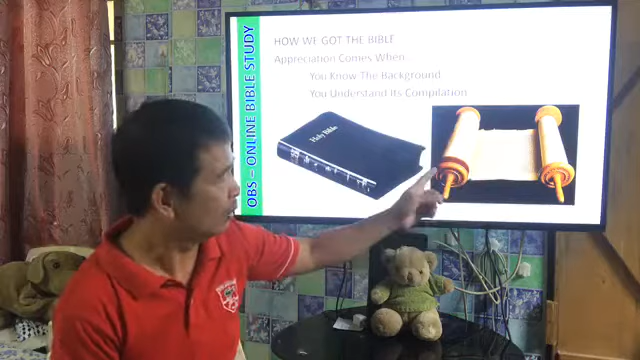 OBS – ONLINE BIBLE STUDY
HOW WE GOT THE BIBLE
Appreciation Comes When...
You Know The Background
You Understand Its Compilation
Holy Bible